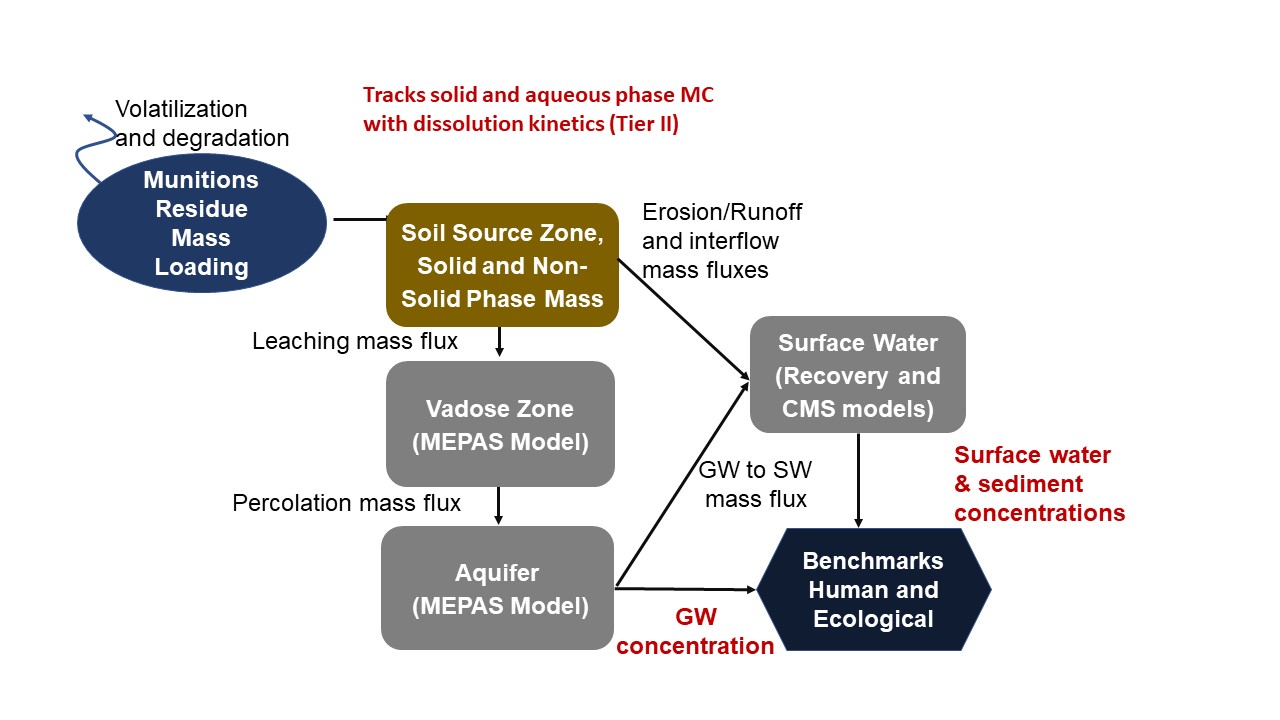 Tracks solid and aqueous phase MC
with dissolution kinetics (Tier II)
Volatilization
and degradation
Munitions
Residue
Mass
Loading
Soil Source Zone,
Solid and Non-
Solid Phase Mass
Erosion/Runoff
and interflow
mass fluxes
Leaching mass flux
Vadose Zone
(MEPAS Model)
Surface Water
(Recovery and
CMS models)
GW to SW
mass flux
Surface water
& sediment
concentrations
Percolation mass flux
Aquifer
(MEPAS Model)
GW
concentration
Benchmarks
Human and
Ecological